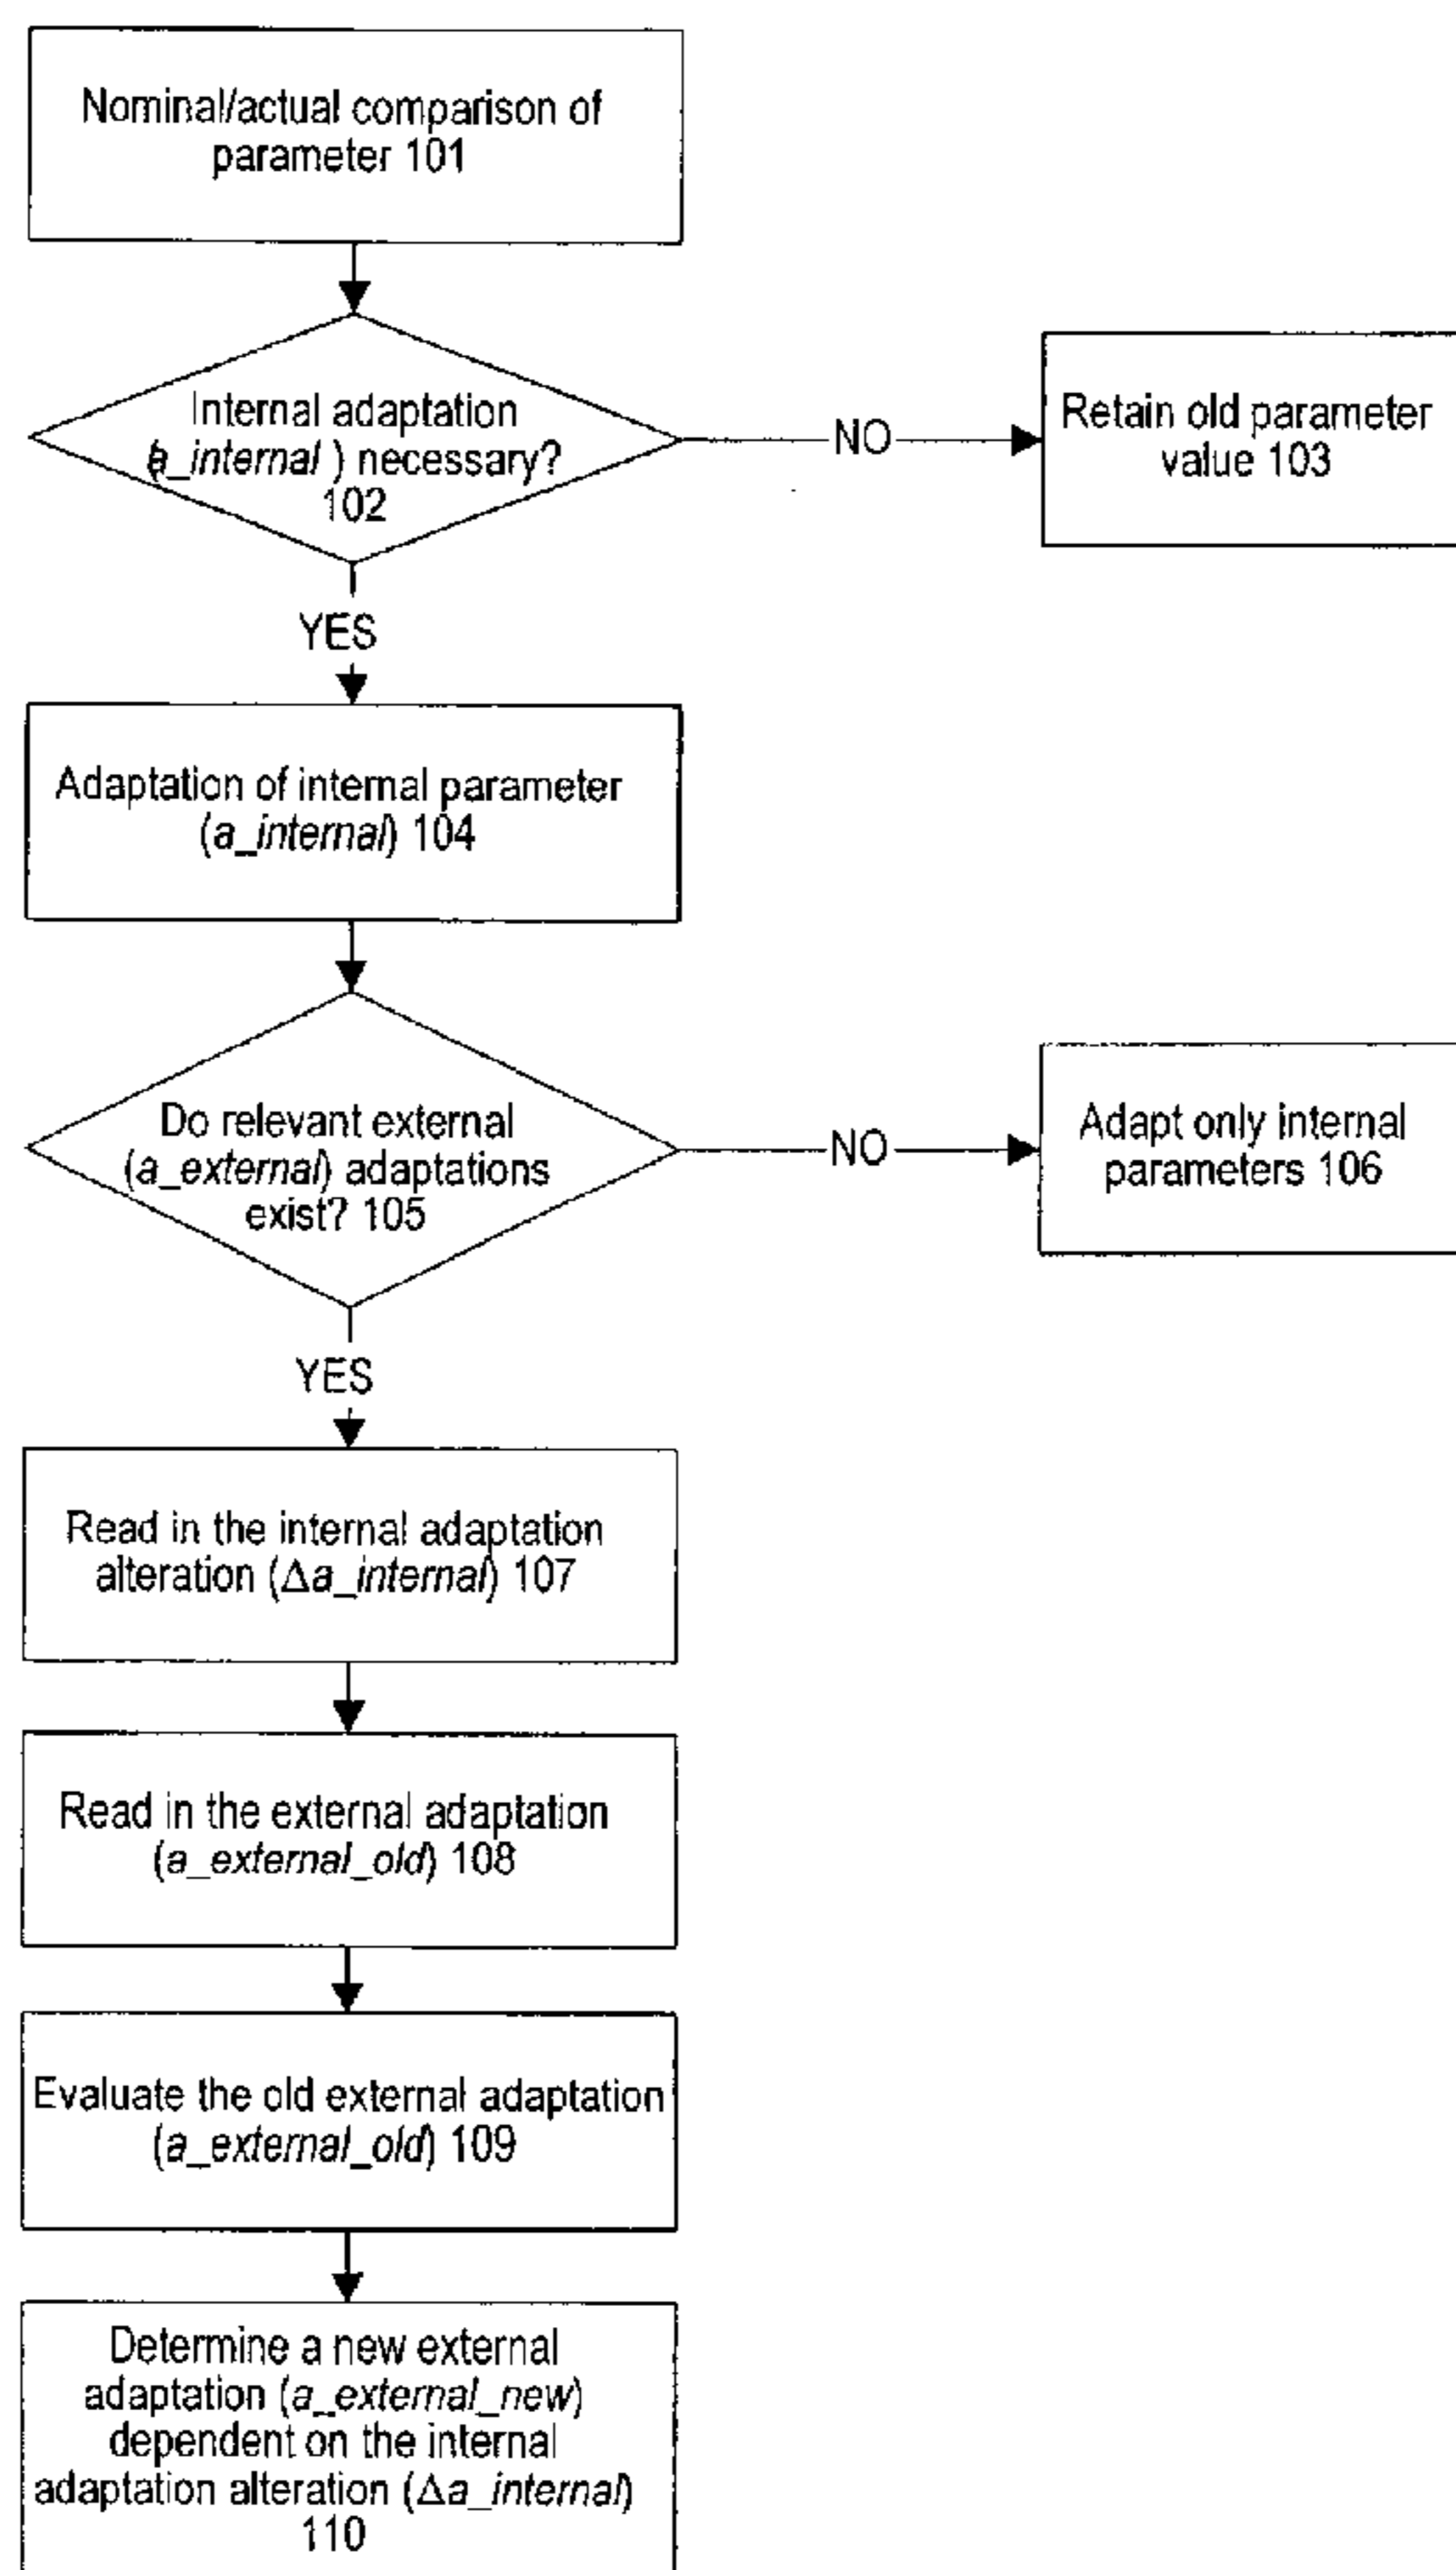 Nominal/actual comparison of
parameter 101
Internal adaptation
(a_internal ) necessary?
102
NO
Retain old parameter
value 103
YES
Adaptation of internal parameter
(a_internal) 104
Do relevant external
(a_external) adaptations
exist? 105
NO
Adapt only internal
parameters 106
YES
Read in the internal adaptation
alteration (Δa_internal) 107
Read in the external adaptation
(a_external_old) 108
Evaluate the old external adaptation
(a_external_old) 109
Determine a new external
adaptation (a_external_new)
dependent on the internal
adaptation alteration (Δa_internal)
110